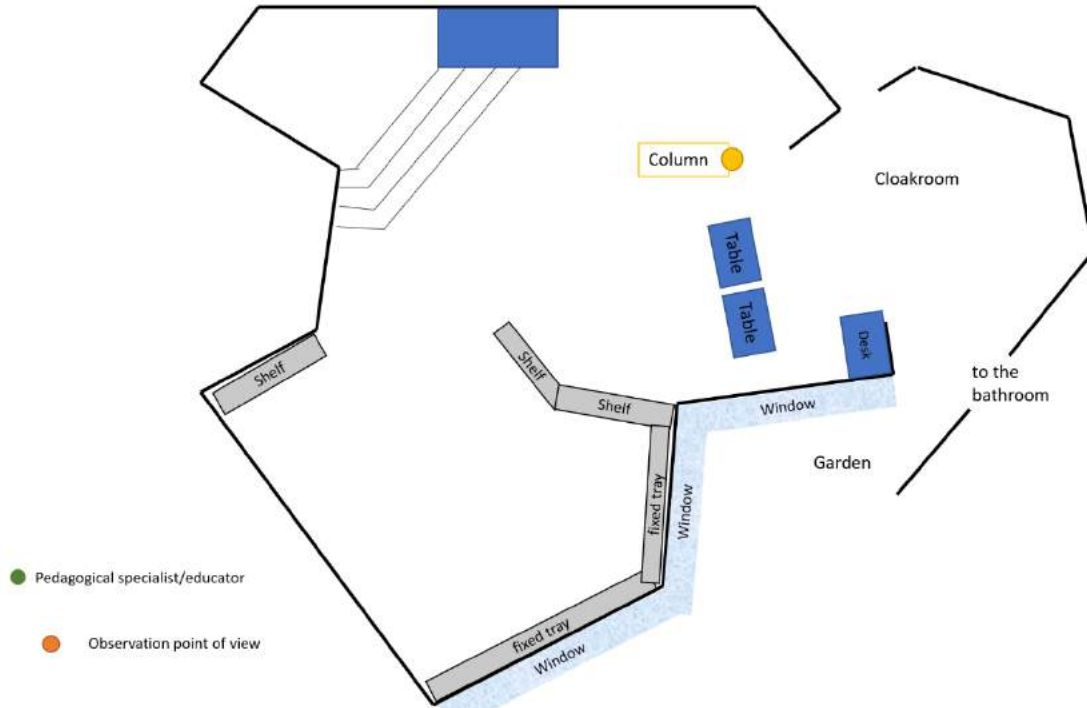 Column
Cloakroom
Table
Table
Desk
Shelf
Shelf
Shelf
to the
bathroom
Window
Garden
fixed tray
Window
fixed tray
Window
Pedagogical specialist/educator
Observation point of view